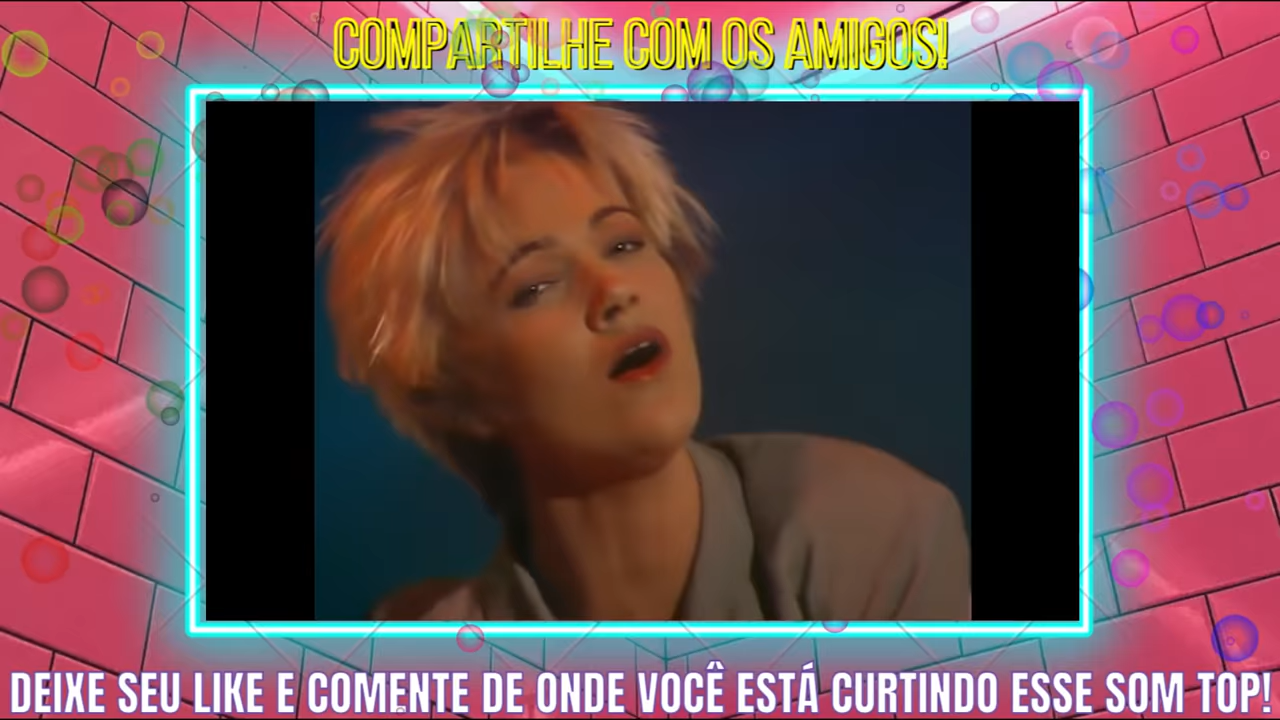 COMPARTILHE COM OS AMIGOS!
DEIXE SEU LIKE E COMENTE DE ONDE VOCÊ ESTÁ CURTINDO ESSE SOM TOP!